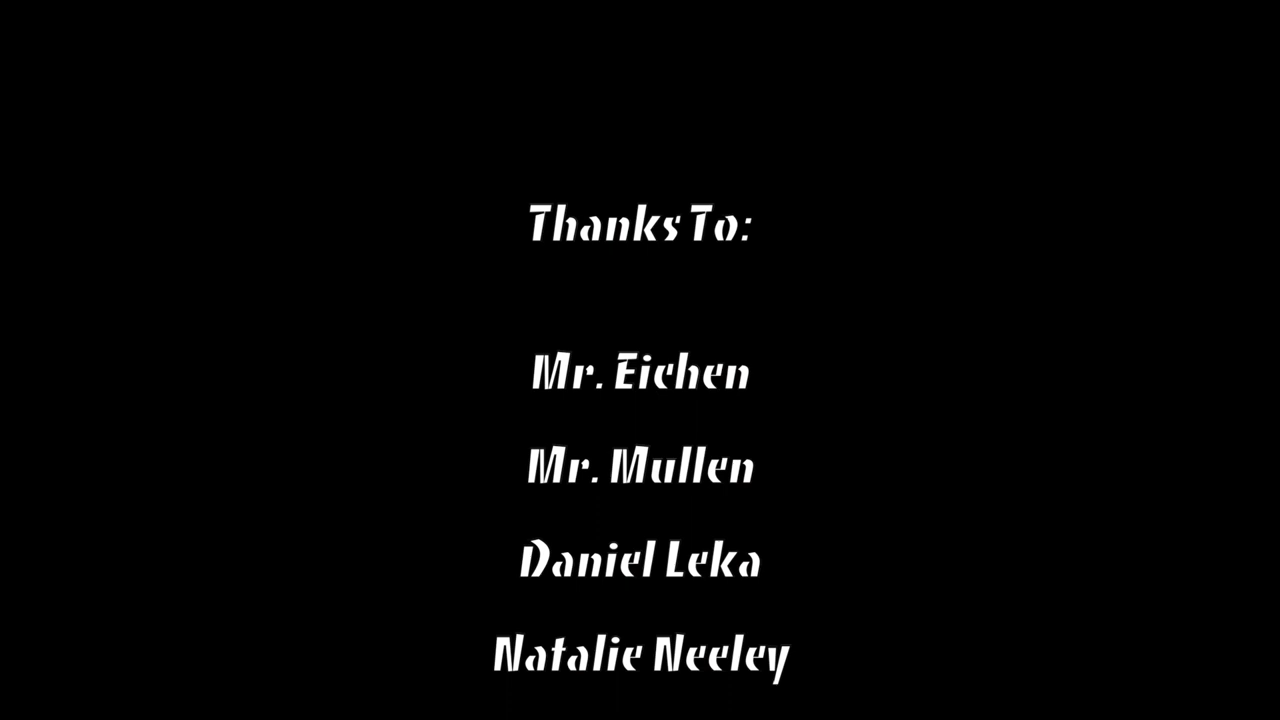 Thanks To:
Mr. Eichen
Mr. Mullen
Daniel Leka
Natalie Neeley